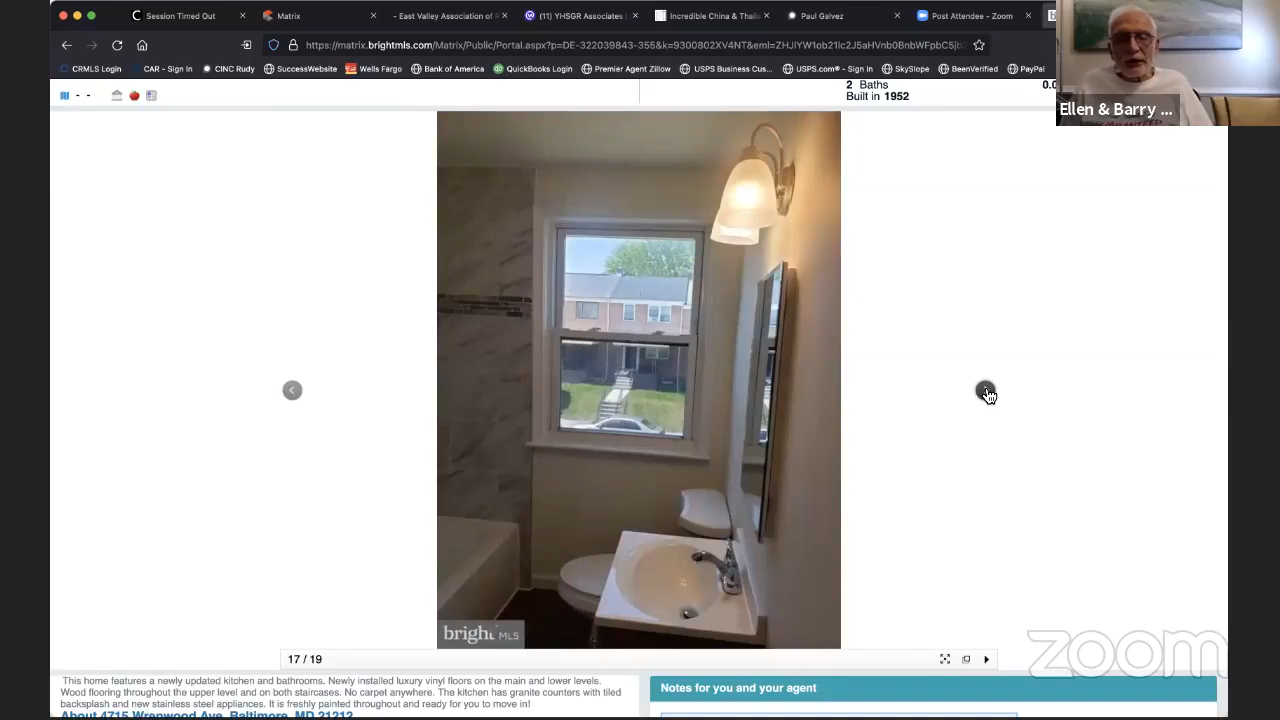 Session Timed Out
Matrix
- East Valley Association of R
(11) YHSGR Associates |
Incredible China & Thaila
Paul Galvez
Post Attendee - Zoom
https://matrix.brightmls.com/Matrix/Public/Portal.aspx?p=DE-322039843-355&k=9300802XV4NT&eml=ZHJlYW1ob21lc2J5aHVnb0BnbWFpbC5jb2
CRMLS Login
CAR - Sign In
CINC Rudy
SuccessWebsite
Wells Fargo
Bank of America
QuickBooks Login
Premier Agent Zillow
USPS Business Cus...
USPS.com® - Sign In
SkySlope
BeenVerified
PayPal
Ellen & Barry ...
2 Baths
0.0
Built in 1952
bright MLS
17 / 19
zoom
This home features a newly updated kitchen and bathrooms. Newly installed luxury vinyl floors on the main and lower levels.
Wood flooring throughout the upper level and on both staircases. No carpet anywhere. The kitchen has granite counters with tiled
backsplash and new stainless steel appliances. It is freshly painted throughout and ready for you to move in!
About 4715 Wrenwood Ave, Baltimore, MD 21212
Notes for you and your agent